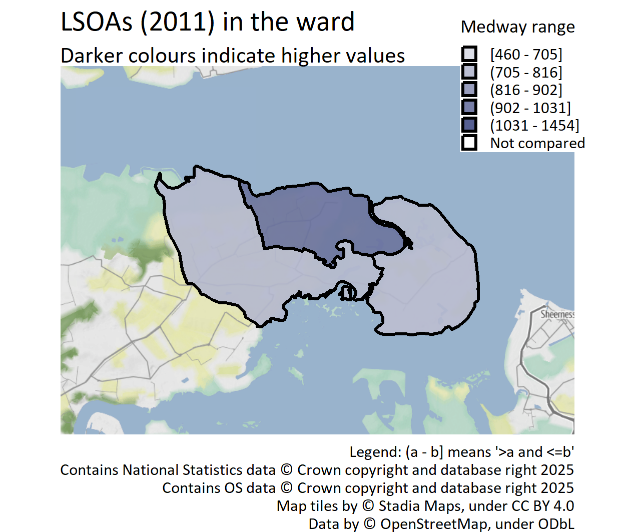 LSOAs (2011) in the ward
Darker colours indicate higher values
Medway range
[460 - 705]
(705 - 816]
(816 - 902]
(902 - 1031]
(1031 - 1454]
Not compared
Sheerness
Legend: (a - b] means '>a and <=b'
Contains National Statistics data © Crown copyright and database right 2025
Contains OS data © Crown copyright and database right 2025
Map tiles by © Stadia Maps, under CC BY 4.0
Data by © OpenStreetMap, under ODbL